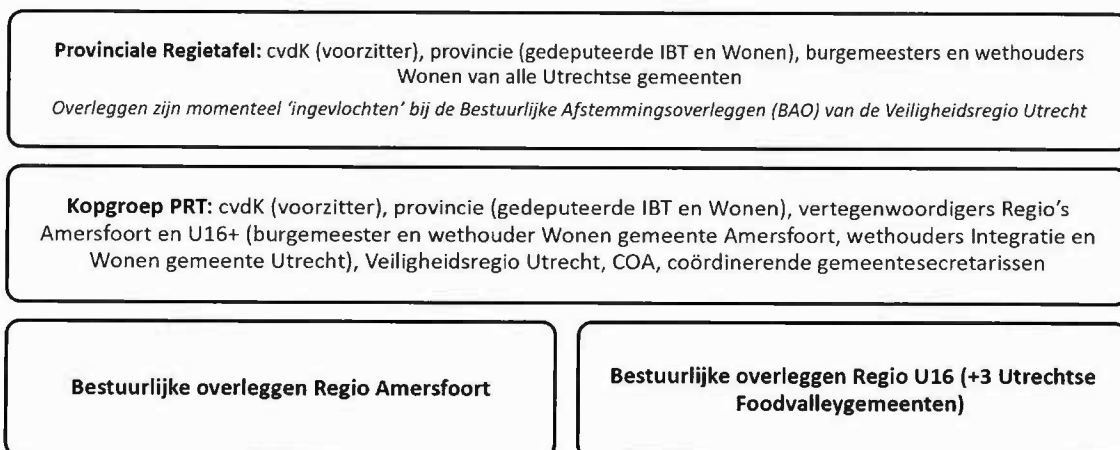 Provinciale Regietafel: cvdK (voorzitter), provincie (gedeputeerde IBT en Wonen), burgemeesters en wethouders
Wonen van alle Utrechtse gemeenten
Overleggen zijn momenteel 'ingevlochten' bij de Bestuurlijke Afstemmingsoverleggen (BAO) van de Veiligheidsregio Utrecht
Kopgroep PRT: cvdK (voorzitter), provincie (gedeputeerde IBT en Wonen), vertegenwoordigers Regio's
Amersfoort en U16+ (burgemeester en wethouder Wonen gemeente Amersfoort, wethouders Integratie en
Wonen gemeente Utrecht), Veiligheidsregio Utrecht, COA, coördinerende gemeentesecretarissen
Bestuurlijke overleggen Regio Amersfoort
Bestuurlijke overleggen Regio U16 (+3 Utrechtse
Foodvalleygemeenten)